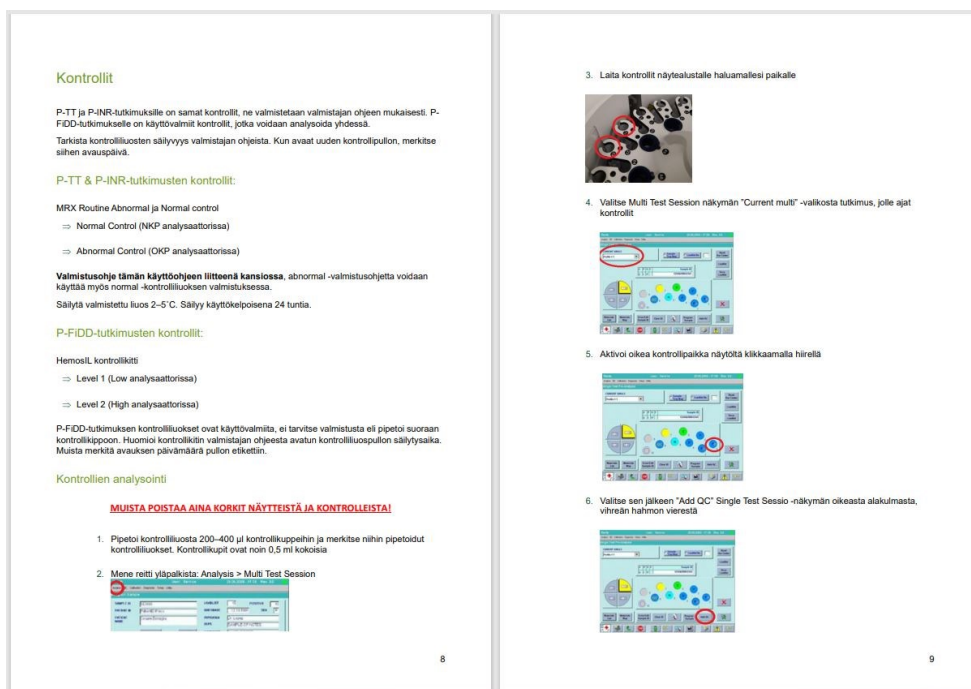 Kontrollit
P-TT ja P-INR-tutkimuksille on samat kontrollit, ne valmistetaan valmistajan ohjeen mukaisesti. P-
FiDD-tutkimukselle on käyttövalmiit kontrollit, jotka voidaan analysoida yhdessä.
Tarkista kontrolliliuosten säilyvyys valmistajan ohjeista. Kun avaat uuden kontrollipullon, merkitse
siihen avauspäivä.
P-TT & P-INR-tutkimusten kontrollit:
MRX Routine Abnormal ja Normal control
⇒ Normal Control (NKP analysaattorissa)
⇒ Abnormal Control (OKP analysaattorissa)
Valmistusohje tämän käyttöohjeen liitteenä kansiossa, abnormal -valmistusohjetta voidaan
käyttää myös normal -kontrolliliuoksen valmistuksessa.
Säilytä valmistettu liuos 2–5˚C. Säilyy käyttökelpoisena 24 tuntia.
P-FiDD-tutkimusten kontrollit:
HemosIL kontrollikitti
⇒ Level 1 (Low analysaattorissa)
⇒ Level 2 (High analysaattorissa)
P-FiDD-tutkimuksen kontrolliliuokset ovat käyttövalmiita, ei tarvitse valmistusta eli pipetoi suoraan
kontrollikippoon. Huomioi kontrollikitin valmistajan ohjeesta avatun kontrolliliuospullon säilytysaika.
Muista merkitä avauksen päivämäärä pullon etikettiin.
Kontrollien analysointi
MUISTA POISTAA AINA KORKIT NÄYTTEISTÄ JA KONTROLLEISTA!
1. Pipetoi kontrolliliuosta 200–400 µl kontrollikuppeihin ja merkitse niihin pipetoidut
kontrolliliuokset. Kontrollikupit ovat noin 0,5 ml kokoisia
2. Mene reitti yläpalkista: Analysis > Multi Test Session
8
3. Laita kontrollit näytealustalle haluamallesi paikalle
4. Valitse Multi Test Session näkymän "Current multi" -valikosta tutkimus, jolle ajat
kontrollit
5. Aktivoi oikea kontrollipaikka näytöltä klikkaamalla hiirellä
6. Valitse sen jälkeen "Add QC" Single Test Sessio -näkymän oikeasta alakulmasta,
vihreän hahmon vierestä
9